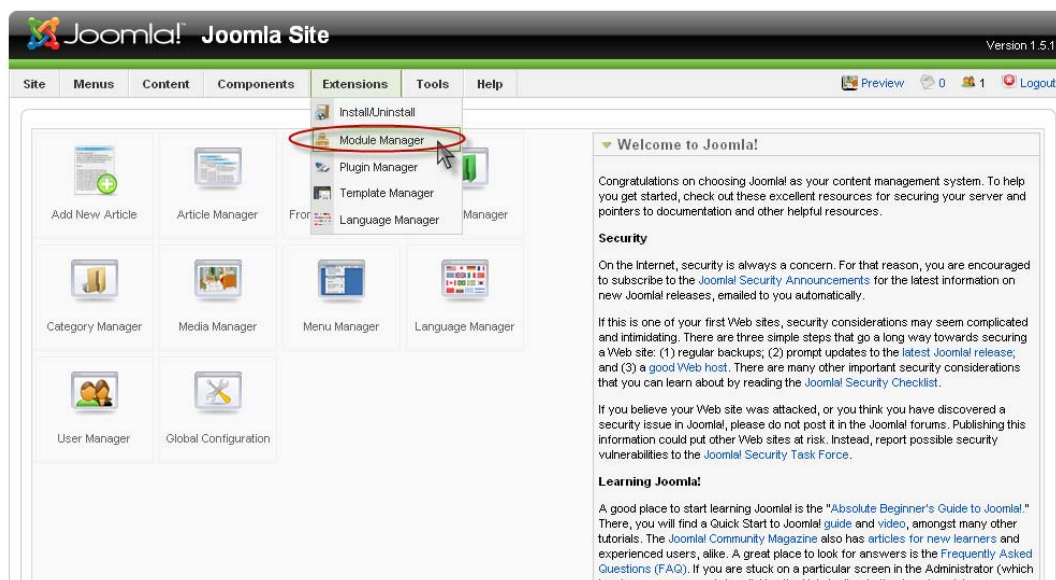 Joomla! Joomla Site
Version 1.5.1
Site Menus Content Components Extensions Tools Help Preview 0 1 Logout
Install/Uninstall
Module Manager
Plugin Manager
Template Manager
Language Manager
Add New Article Article Manager Fron Manager
Category Manager Media Manager Menu Manager Language Manager
User Manager Global Configuration
Welcome to Joomla!
Congratulations on choosing Joomla! as your content management system. To help
you get started, check out these excellent resources for securing your server and
pointers to documentation and other helpful resources.
Security
On the Internet, security is always a concern. For that reason, you are encouraged
to subscribe to the Joomla! Security Announcements for the latest information on
new Joomla! releases, emailed to you automatically.
If this is one of your first Web sites, security considerations may seem complicated
and intimidating. There are three simple steps that go a long way towards securing
a Web site: (1) regular backups; (2) prompt updates to the latest Joomla! release;
and (3) a good Web host. There are many other important security considerations
that you can learn about by reading the Joomla! Security Checklist.
If you believe your Web site was attacked, or you think you have discovered a
security issue in Joomla!, please do not post it in the Joomla! forums. Publishing this
information could put other Web sites at risk. Instead, report possible security
vulnerabilities to the Joomla! Security Task Force.
Learning Joomla!
A good place to start learning Joomla! is the "Absolute Beginner's Guide to Joomla!."
There, you will find a Quick Start to Joomla! guide and video, amongst many other
tutorials. The Joomla! Community Magazine also has articles for new learners and
experienced users, alike. A great place to look for answers is the Frequently Asked
Questions (FAQ). If you are stuck on a particular screen in the Administrator (which